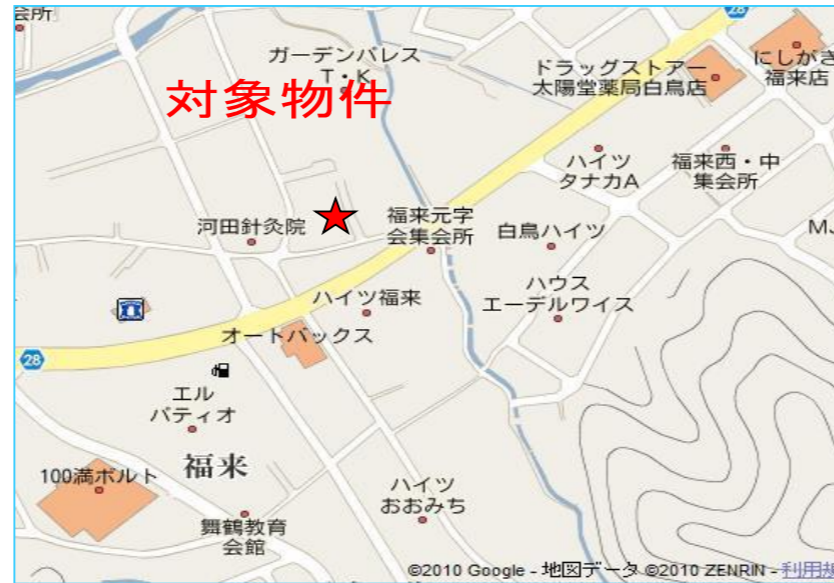 会所
28
ガーデンパレス
T・K
対象物件
ドラッグストアー
太陽堂薬局白鳥店
にしがき
福来店
ハイツ
タナカA
福来西・中
集会所
河田針灸院
福来元字
会集会所
白鳥ハイツ
MJ
ハウス
エーデルワイス
ハイツ福来
オートバックス
28
エル
パティオ
福来
100満ボルト
ハイツ
おおみち
舞鶴教育
会館
©2010 Google - 地図データ ©2010 ZENRIN - 利用規